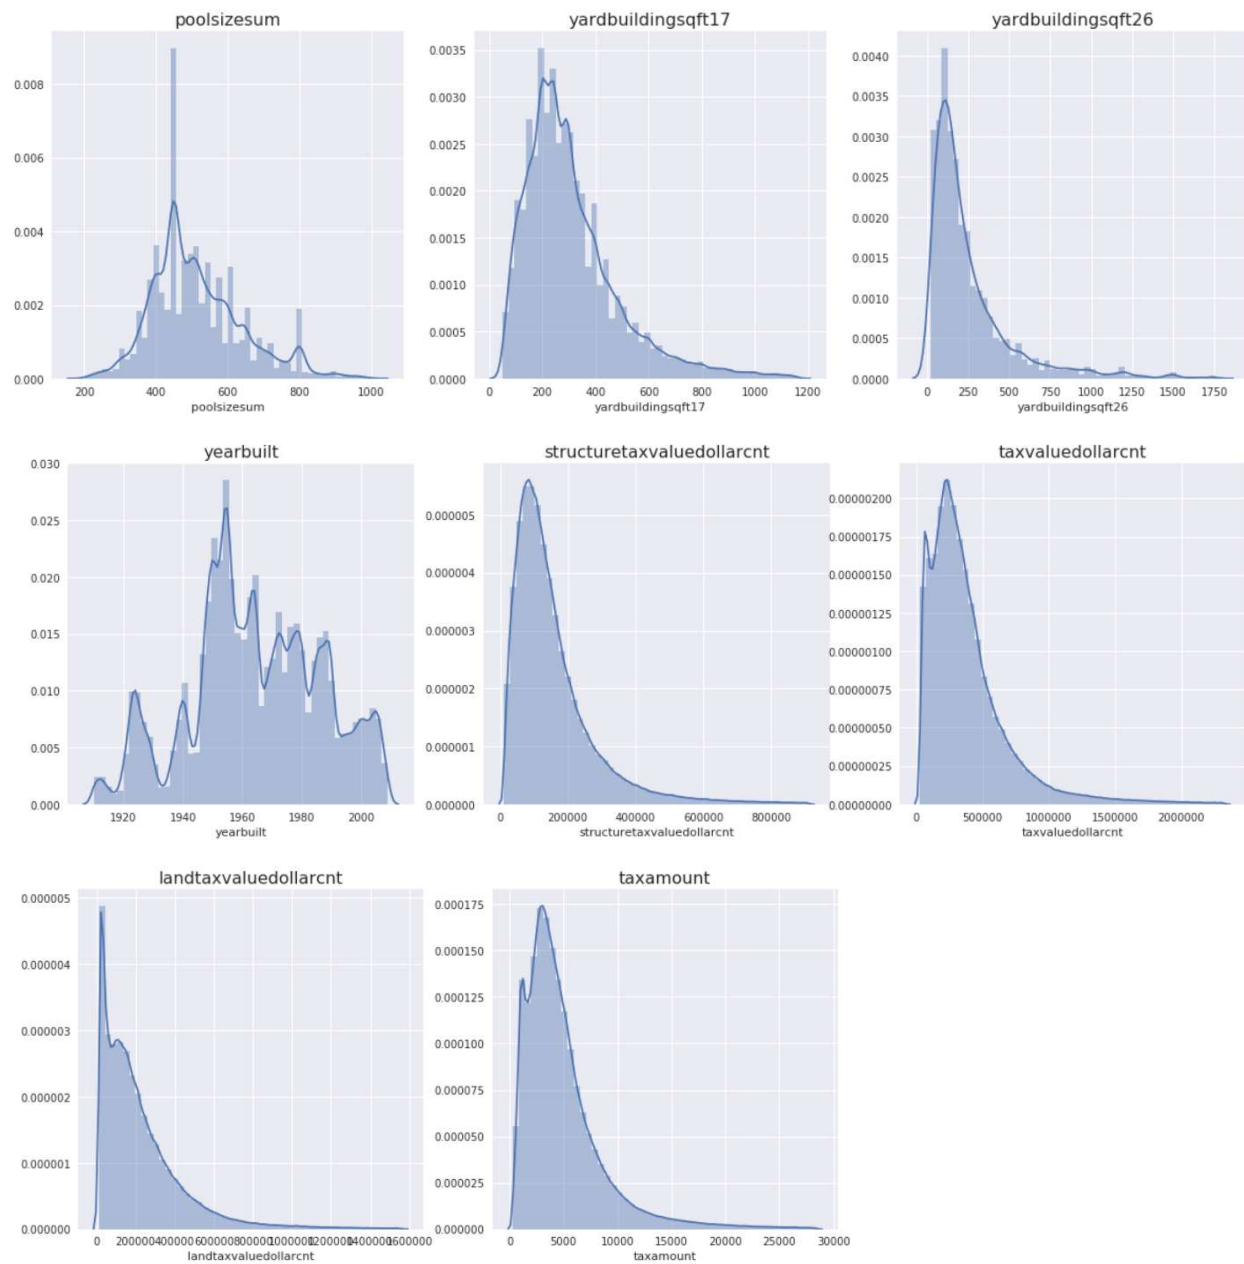 poolsizesum
yardbuildingsqft17
yardbuildingsqft26
0.008
0.006
0.004
0.002
0.000
200 400 600 800 1000
poolsizesum
0.0035
0.0030
0.0025
0.0020
0.0015
0.0010
0.0005
0.0000
0 200 400 600 800 1000 1200
yardbuildingsqft17
0.0040
0.0035
0.0030
0.0025
0.0020
0.0015
0.0010
0.0005
0.0000
0 250 500 750 1000 1250 1500 1750
yardbuildingsqft26
yearbuilt
structuretaxvaluedollarcnt
taxvaluedollarcnt
0.030
0.025
0.020
0.015
0.010
0.005
0.000
1920 1940 1960 1980 2000
yearbuilt
0.000005
0.000004
0.000003
0.000002
0.000001
0.000000
0 200000 400000 600000 800000
structuretaxvaluedollarcnt
0.00000200
0.00000175
0.00000150
0.00000125
0.00000100
0.00000075
0.00000050
0.00000025
0.00000000
0 500000 1000000 1500000 2000000
taxvaluedollarcnt
landtaxvaluedollarcnt
taxamount
0.000005
0.000004
0.000003
0.000002
0.000001
0.000000
0 200000 400000 600000 800000 1000000 1200000 1400000 1600000
landtaxvaluedollarcnt
0.000175
0.000150
0.000125
0.000100
0.000075
0.000050
0.000025
0.000000
0 5000 10000 15000 20000 25000 30000
taxamount